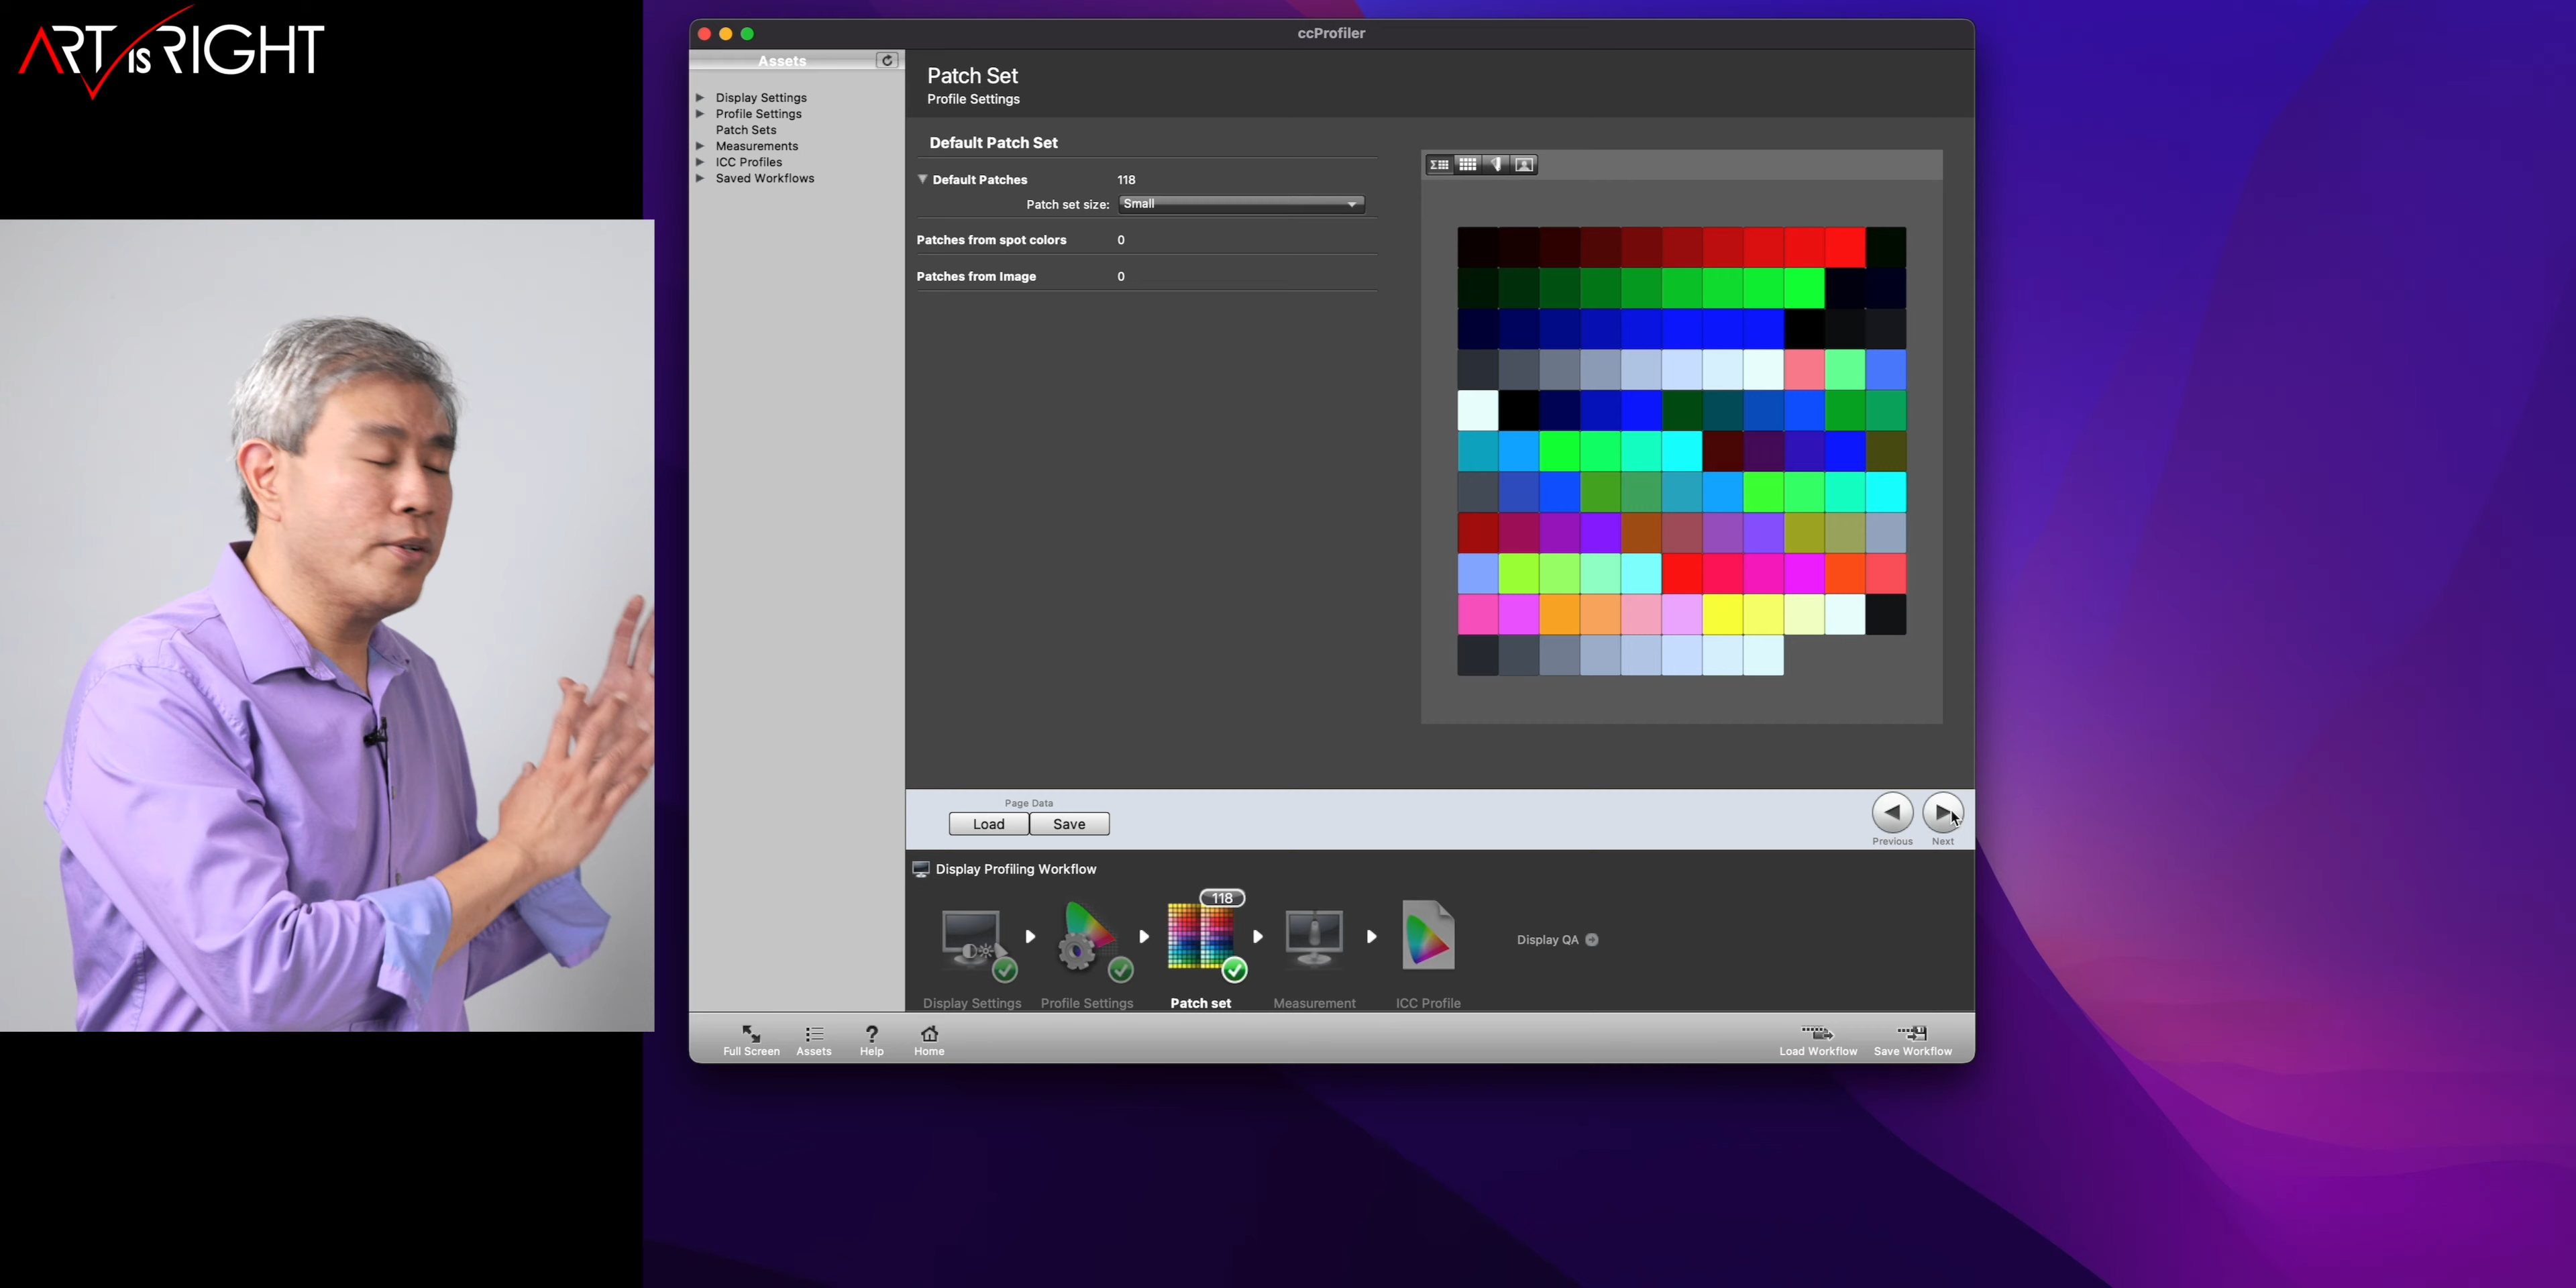 ART IS RIGHT
ccProfiler
Assets
Display Settings
Profile Settings
Patch Sets
Measurements
ICC Profiles
Saved Workflows
Patch Set
Profile Settings
Default Patch Set
Default Patches 118
Patch set size: Small
Patches from spot colors 0
Patches from Image 0
Page Data
Load Save
Previous Next
Display Profiling Workflow
118
Display QA
Display Settings Profile Settings Patch set Measurement ICC Profile
Full Screen Assets Help Home Load Workflow Save Workflow